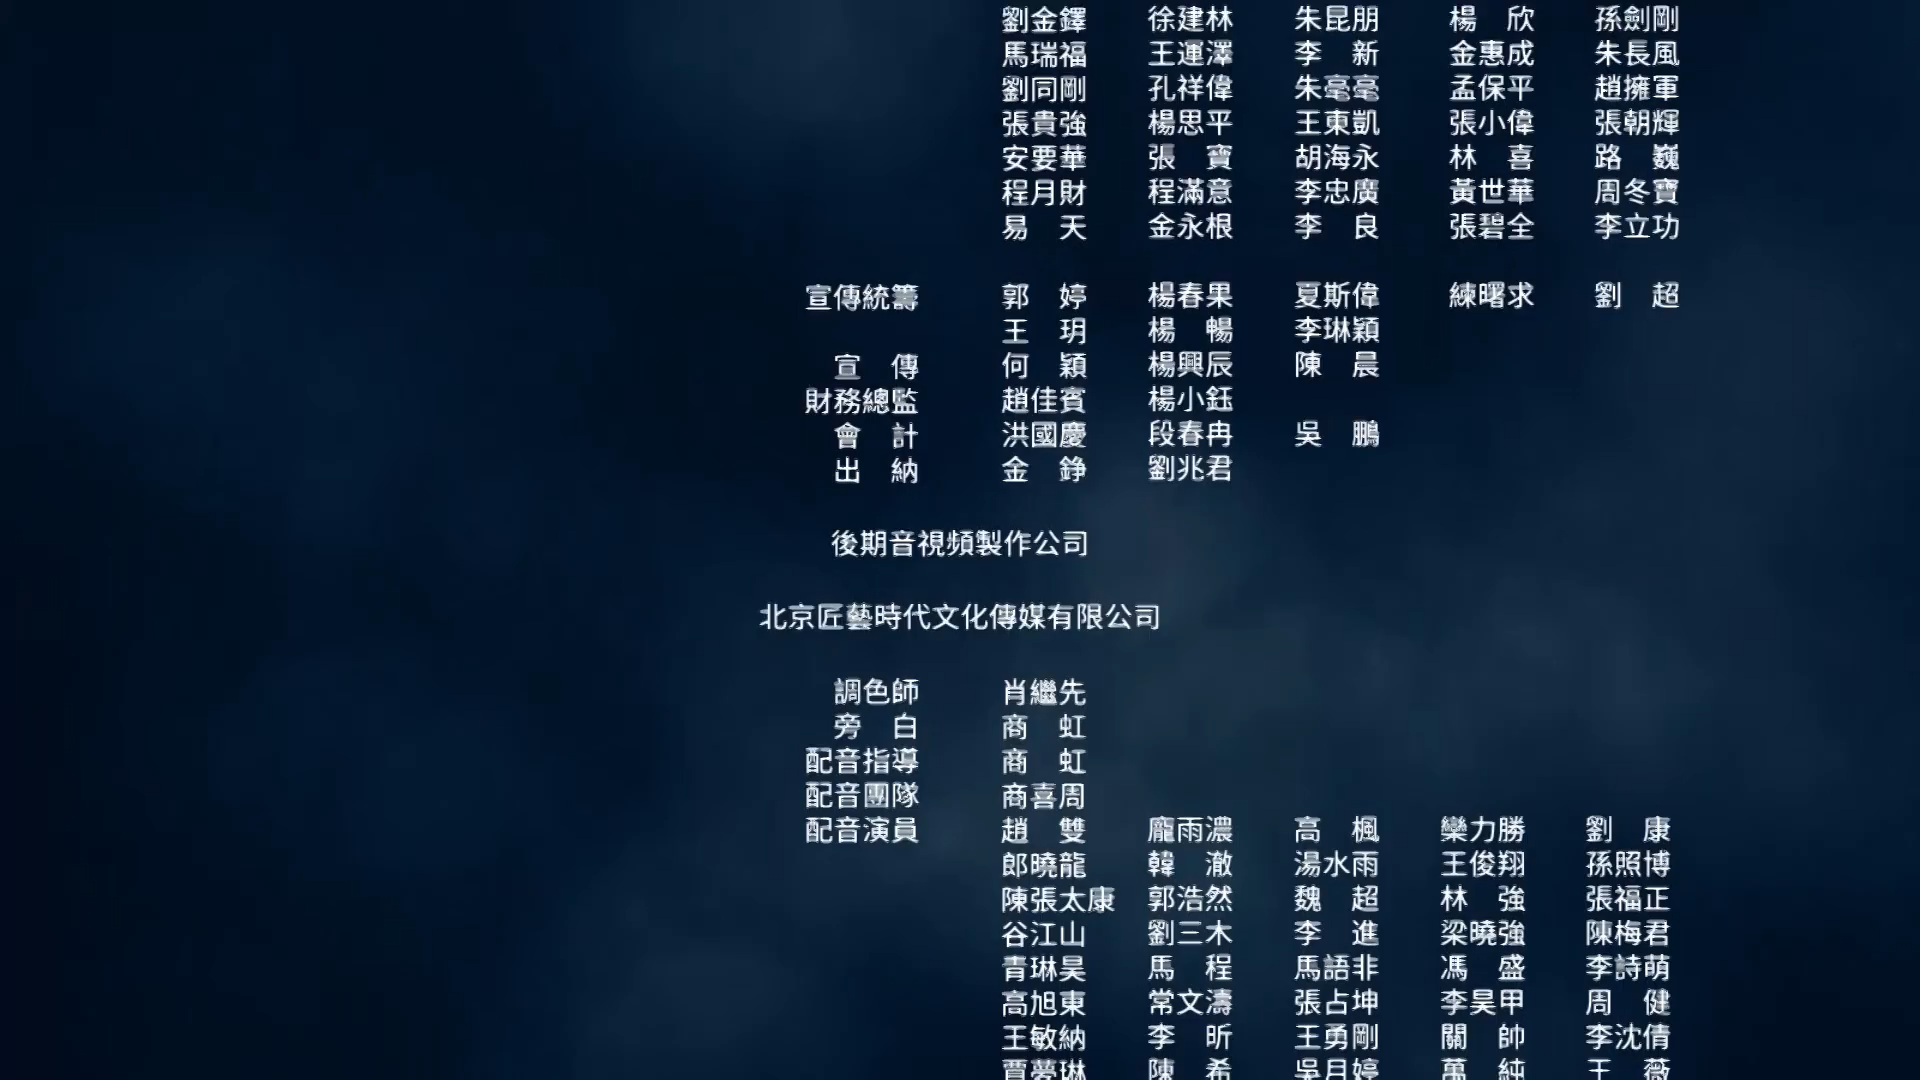 劉金鐸 徐建林 朱昆朋 楊　欣 孫劍剛
馬瑞福 王運澤 李　新 金惠成 朱長風
劉同剛 孔祥偉 朱毫毫 孟保平 趙擁軍
張貴強 楊思平 王東凱 張小偉 張朝輝
安要華 張　寶 胡海永 林　喜 路　巍
程月財 程滿意 李忠廣 黃世華 周冬寶
易　天 金永根 李　良 張碧全 李立功
宣傳統籌 郭　婷 楊春果 夏斯偉 練曙求 劉　超
王　玥 楊　暢 李琳穎
宣　傳 何　穎 楊興辰 陳　晨
財務總監 趙佳賓 楊小鈺
會　計 洪國慶 段春冉 吳　鵬
出　納 金　錚 劉兆君
後期音視頻製作公司
北京匠藝時代文化傳媒有限公司
調色師 肖繼先
旁　白 商　虹
配音指導 商　虹
配音團隊 商喜周
配音演員 趙　雙 龐雨濃 高　楓 欒力勝 劉　康
郎曉龍 韓　澈 湯水雨 王俊翔 孫照博
陳張太康 郭浩然 魏　超 林　強 張福正
谷江山 劉三木 李　進 梁曉強 陳梅君
青琳昊 馬　程 馬語非 馮　盛 李詩萌
高旭東 常文濤 張占坤 李昊甲 周　健
王敏納 李　昕 王勇剛 關　帥 李沈倩
賈夢琳 陳　希 吳月婷 萬　純 王　薇